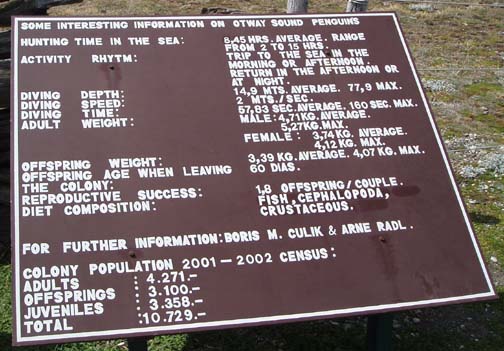 SOME INTERESTING INFORMATION ON OTWAY SOUND PENGUINS
HUNTING TIME IN THE SEA: 8,45 HRS. AVERAGE. RANGE
FROM 2 TO 15 HRS.
ACTIVITY RHYTM: TRIP TO THE SEA IN THE
MORNING OR AFTERNOON.
RETURN IN THE AFTERNOON OR
AT NIGHT.
DIVING DEPTH: 14,9 MTS. AVERAGE. 77,9 MAX.
DIVING SPEED: 2 MTS./SEC.
DIVING TIME: 57,83 SEC. AVERAGE. 160 SEC. MAX.
ADULT WEIGHT: MALE: 4,71 KG. AVERAGE.
5,27 KG. MAX.
FEMALE: 3,74 KG. AVERAGE.
4,12 KG. MAX.
OFFSPRING WEIGHT: 3,39 KG. AVERAGE. 4,07 KG. MAX.
OFFSPRING AGE WHEN LEAVING 60 DIAS.
THE COLONY:
REPRODUCTIVE SUCCESS: 1,8 OFFSPRING/COUPLE.
DIET COMPOSITION: FISH, CEPHALOPODA,
CRUSTACEOUS.
FOR FURTHER INFORMATION: BORIS M. CULIK & ARNE RADL.
COLONY POPULATION 2001-2002 CENSUS:
ADULTS : 4.271.-
OFFSPRINGS : 3.100.-
JUVENILES : 3.358.-
TOTAL :10.729.-